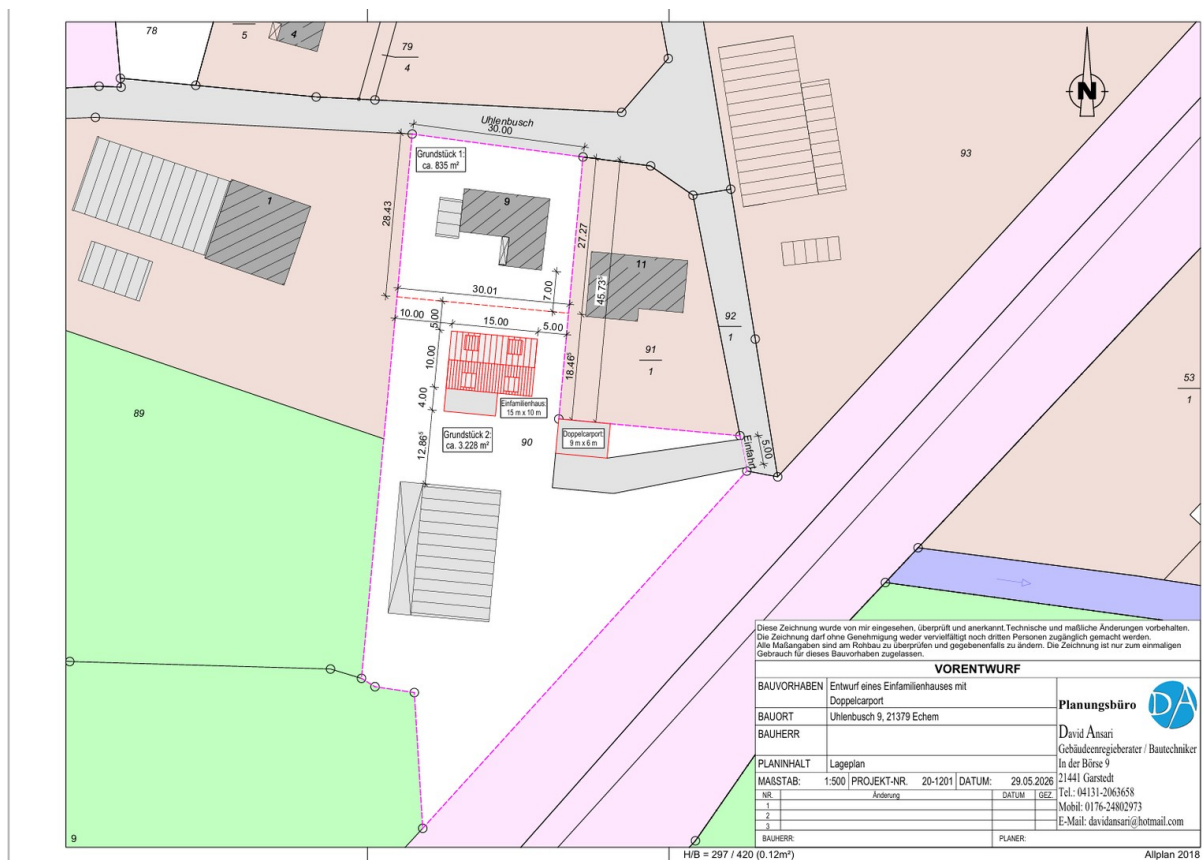 78
5
4
79
4
N
93
Uhlenbusch
30.00
Grundstück 1:
ca. 835 m²
1
9
28.43
27.27
11
45.73⁵
7.00
30.01
92
1
10.00
5.00
15.00
5.00
91
1
18.46⁵
10.00
53
1
4.00
Einfamilienhaus:
15 m x 10 m
89
Grundstück 2:
ca. 3.228 m²
90
Doppelcarport:
9 m x 6 m
Einfahrt
5.00
12.86⁵
Diese Zeichnung wurde von mir eingesehen, überprüft und anerkannt.Technische und maßliche Änderungen vorbehalten.
Die Zeichnung darf ohne Genehmigung weder vervielfältigt noch dritten Personen zugänglich gemacht werden.
Alle Maßangaben sind am Rohbau zu überprüfen und gegebenenfalls zu ändern. Die Zeichnung ist nur zum einmaligen
Gebrauch für dieses Bauvorhaben zugelassen.
VORENTWURF
BAUVORHABEN Entwurf eines Einfamilienhauses mit
Doppelcarport
BAUORT Uhlenbusch 9, 21379 Echem
BAUHERR
PLANINHALT Lageplan
MAßSTAB: 1:500 PROJEKT-NR. 20-1201 DATUM: 29.05.2026
NR. Änderung DATUM GEZ.
1
2
3
BAUHERR: PLANER:
Planungsbüro DA
David Ansari
Gebäudeenregieberater / Bautechniker
In der Börse 9
21441 Garstedt
Tel.: 04131-2063658
Mobil: 0176-24802973
E-Mail: davidansari@hotmail.com
9
H/B = 297 / 420 (0.12m²)
Allplan 2018